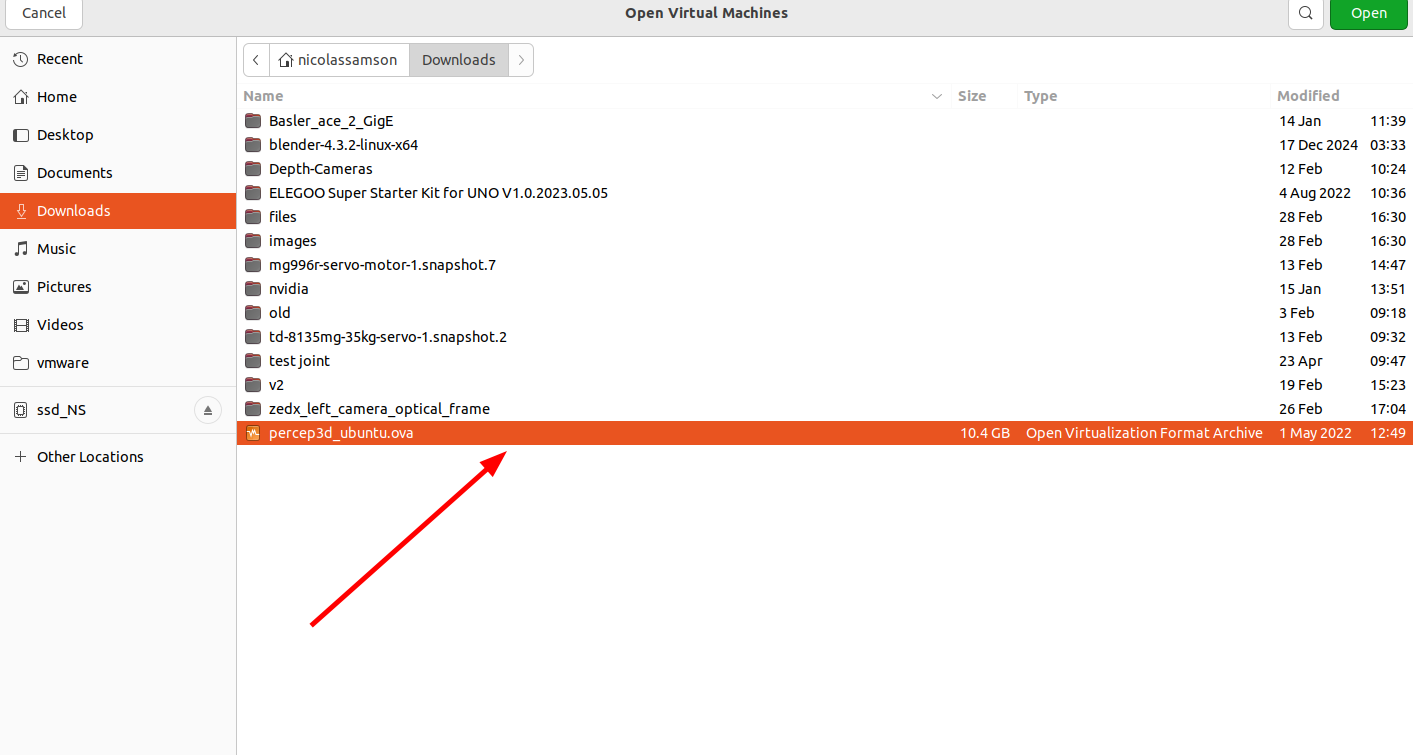 Cancel Open Virtual Machines Open
Recent
Home
Desktop
Documents
Downloads
Music
Pictures
Videos
vmware
ssd_NS
Other Locations
nicolassamson Downloads
Name Size Type Modified
Basler_ace_2_GigE 14 Jan 11:39
blender-4.3.2-linux-x64 17 Dec 2024 03:33
Depth-Cameras 12 Feb 10:24
ELEGOO Super Starter Kit for UNO V1.0.2023.05.05 4 Aug 2022 10:36
files 28 Feb 16:30
images 28 Feb 16:30
mg996r-servo-motor-1.snapshot.7 13 Feb 14:47
nvidia 15 Jan 13:51
old 3 Feb 09:18
td-8135mg-35kg-servo-1.snapshot.2 13 Feb 09:32
test joint 23 Apr 09:47
v2 19 Feb 15:23
zedx_left_camera_optical_frame 26 Feb 17:04
percep3d_ubuntu.ova 10.4 GB Open Virtualization Format Archive 1 May 2022 12:49